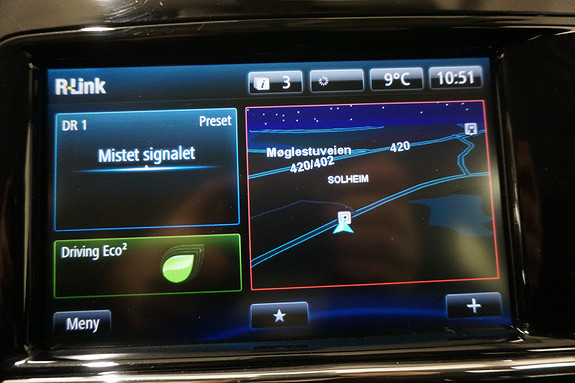 R-Link
i 3
9°C
10:51
DR 1
Preset
Mistet signalet
Møglestuveien
420/402
420
SOLHEIM
Driving Eco²
Meny
+